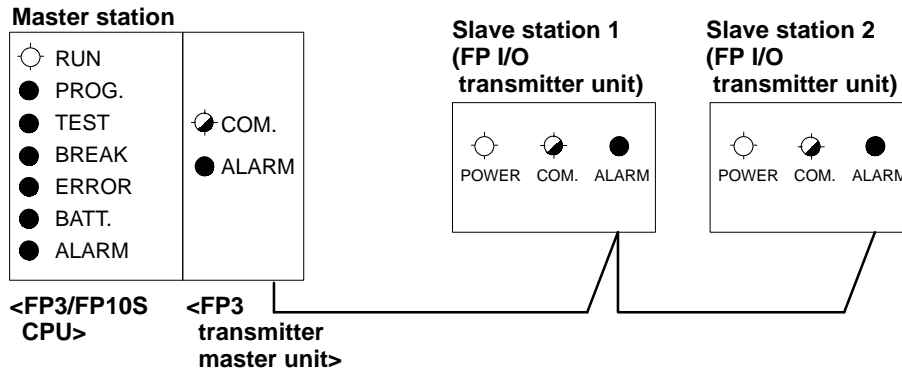 Master station
RUN
PROG.
TEST
BREAK
ERROR
BATT.
ALARM
COM.
ALARM
<FP3/FP10S
CPU>
<FP3
transmitter
master unit>
Slave station 1
(FP I/O
transmitter unit)
POWER COM. ALARM
Slave station 2
(FP I/O
transmitter unit)
POWER COM. ALARM